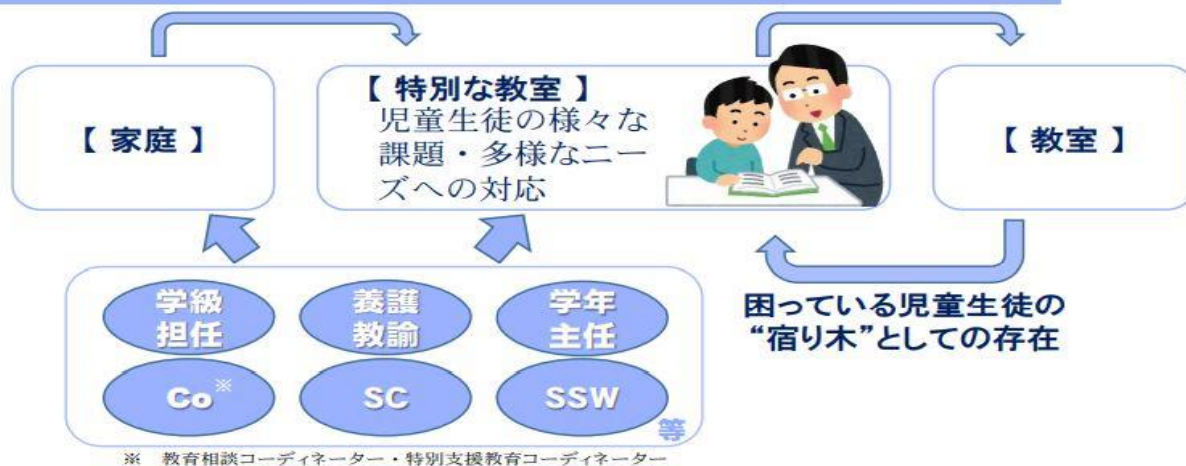 【 家庭 】
【 特別な教室 】
児童生徒の様々な
課題・多様なニー
ズへの対応
【 教室 】
学級
担任
養護
教諭
学年
主任
Co※
SC
SSW
等
困っている児童生徒の
“宿り木”としての存在
※ 教育相談コーディネーター・特別支援教育コーディネーター